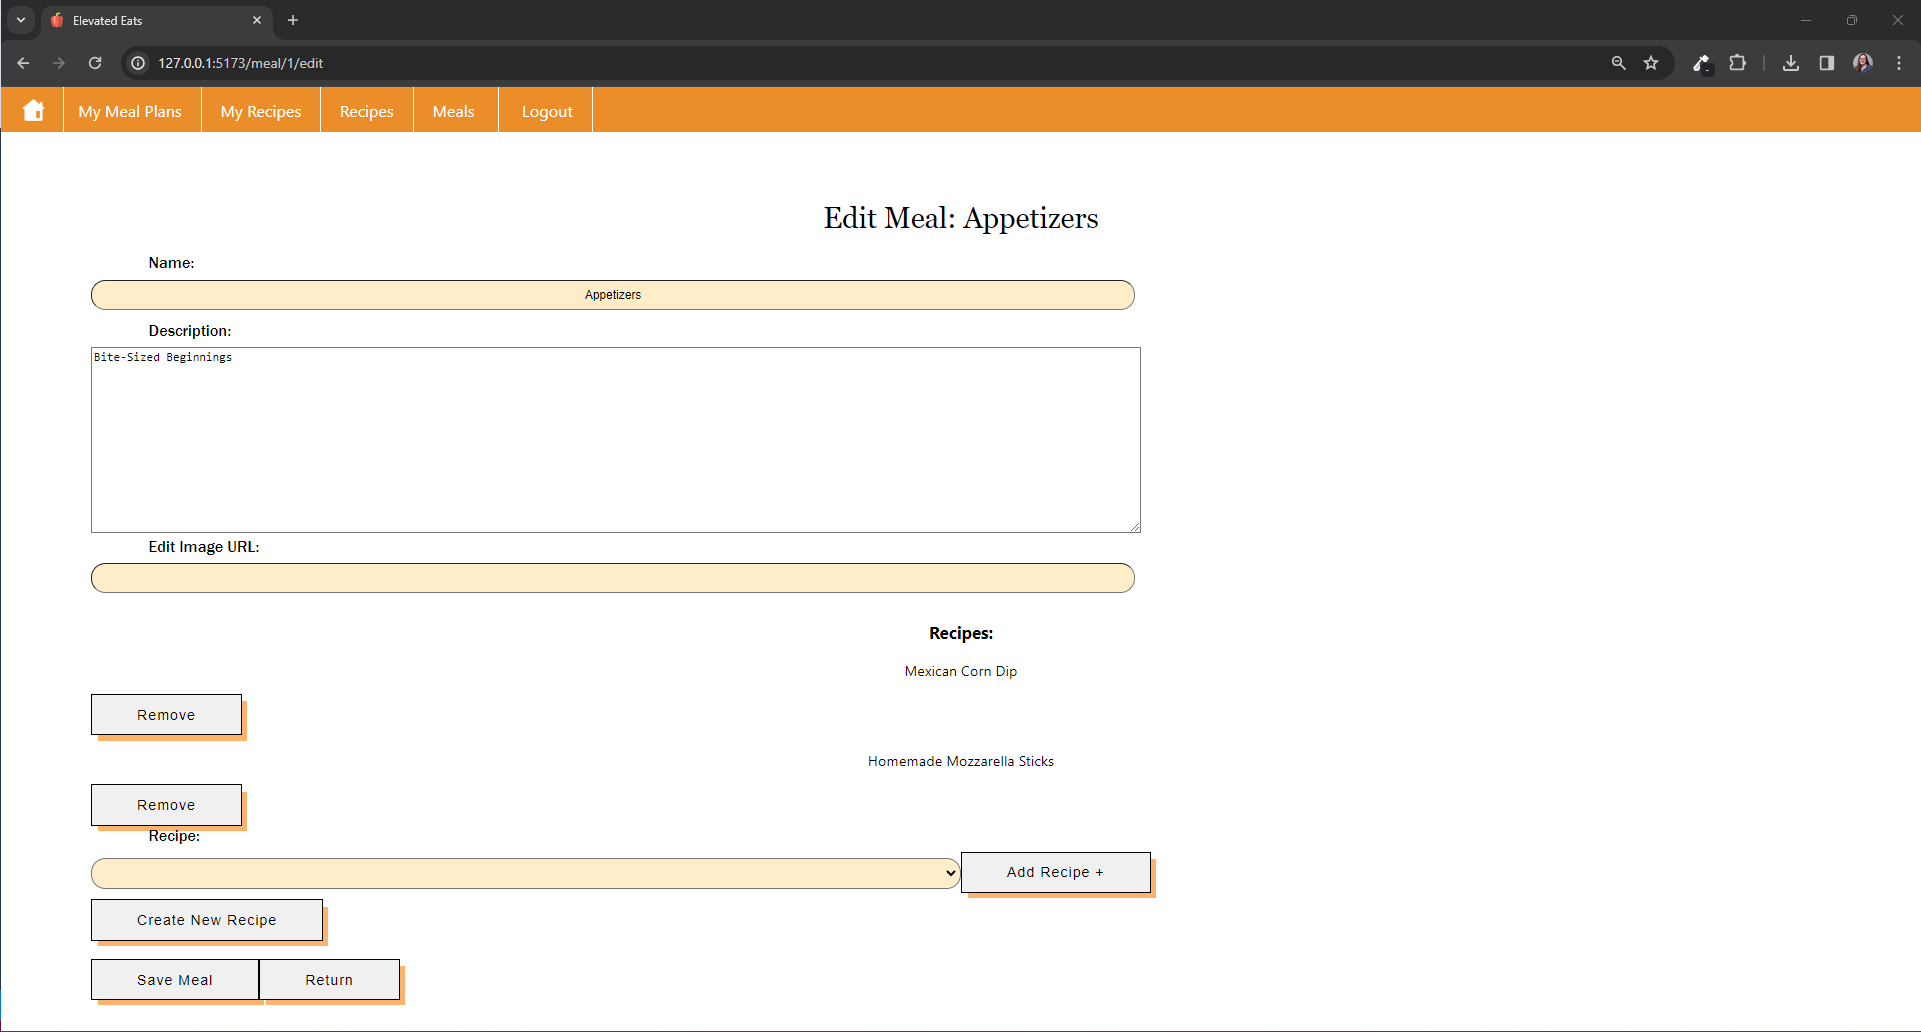 Elevated Eats
127.0.0.1:5173/meal/1/edit
My Meal Plans My Recipes Recipes Meals Logout
Edit Meal: Appetizers
Name:
Appetizers
Description:
Bite-Sized Beginnings
Edit Image URL:
Recipes:
Mexican Corn Dip
Remove
Homemade Mozzarella Sticks
Remove
Recipe:
Add Recipe +
Create New Recipe
Save Meal Return